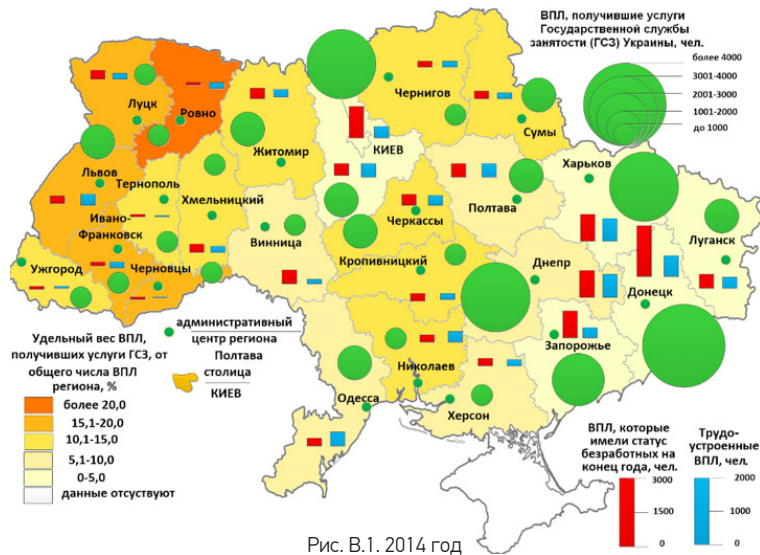 ВПЛ, получившие услуги
Государственной службы
занятости (ГСЗ) Украины, чел.
более 4000
3001-4000
2001-3000
1001-2000
до 1000
Луцк
Ровно
Житомир
Чернигов
Сумы
КИЕВ
Львов
Тернополь
Хмельницкий
Харьков
Полтава
Черкассы
Ивано-
Франковск
Винница
Луганск
Ужгород
Черновцы
Кропивницкий
Днепр
Донецк
Запорожье
Николаев
Одесса
Херсон
Удельный вес ВПЛ,
получивших услуги ГСЗ, от
общего числа ВПЛ
региона, %
более 20,0
15,1-20,0
10,1-15,0
5,1-10,0
0-5,0
данные отсуствуют
административный
центр региона
Полтава
столица
КИЕВ
ВПЛ, которые
имели статус
безработных на
конец года, чел.
3000
1500
0
Трудо-
устроенные
ВПЛ, чел.
2000
1000
0
Рис. В.1. 2014 год